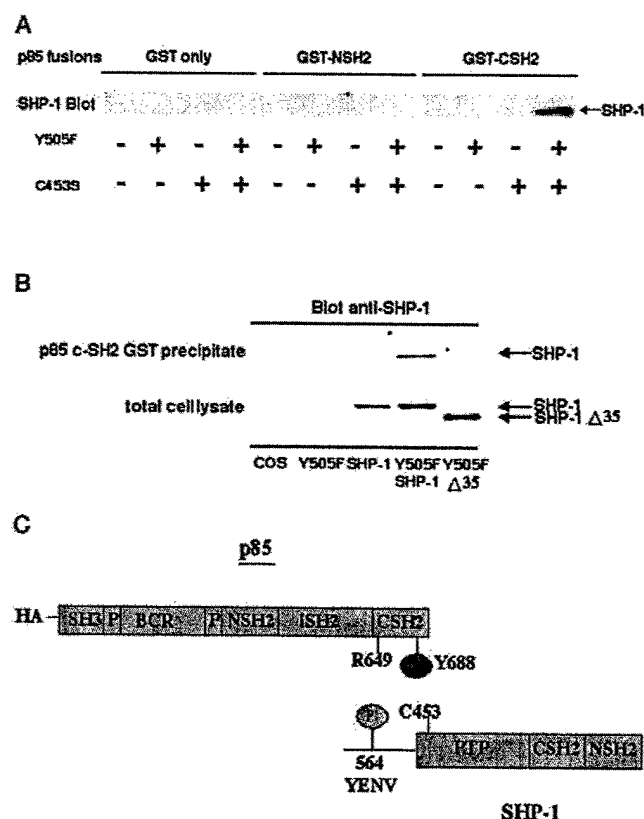 A
p85 fusions GST only GST-NSH2 GST-CSH2
SHP-1 Blot ←SHP-1
Y505F - + - + - + - + - + - +
C453S - - + + - - + + - - + +
B
Blot anti-SHP-1
p85 c-SH2 GST precipitate ←SHP-1
total cell lysate ←SHP-1
←SHP-1 Δ35
COS Y505F SHP-1 Y505F Y505F
SHP-1 Δ35
C
p85
HA SH3 P BCR P NSH2 iSH2 CSH2
R649 Y688
C453
564
YENV
CSH2 NSH2
SHP-1